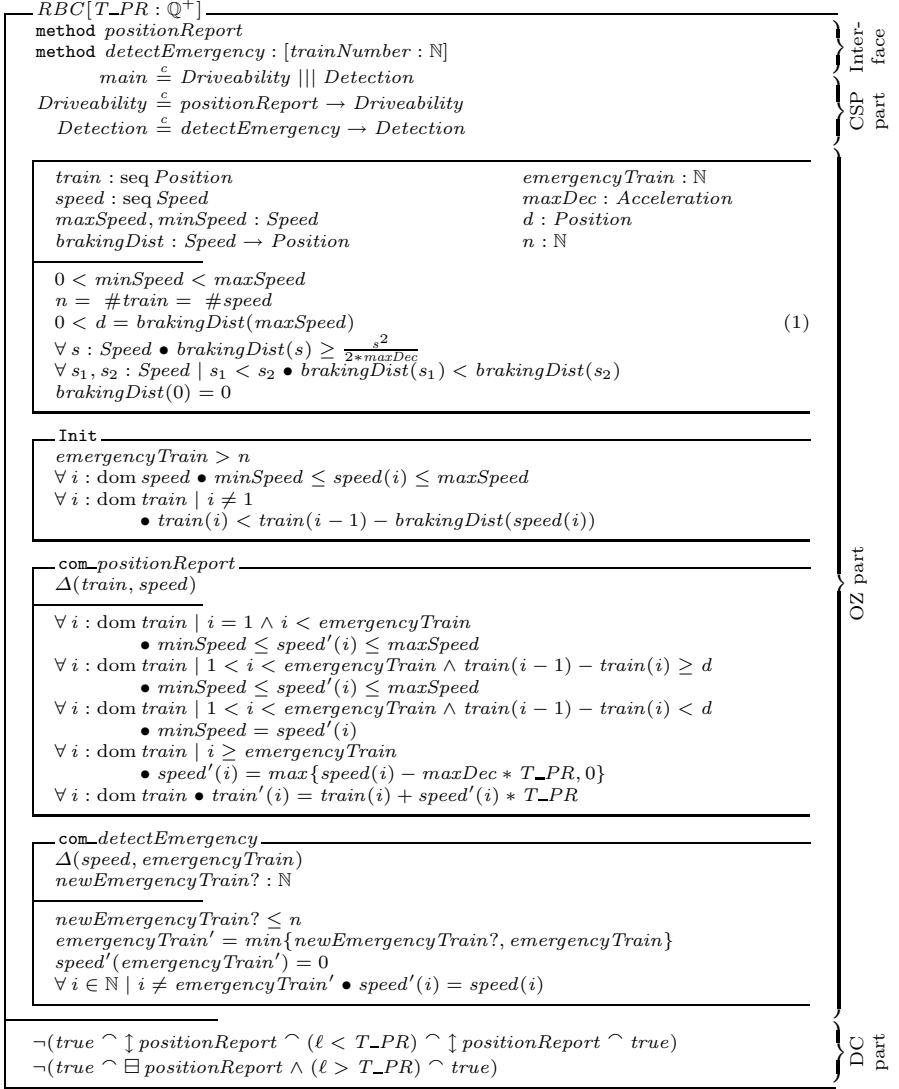 RBC[T_PR : ℚ⁺]
method positionReport
method detectEmergency : [trainNumber : ℕ]
main ≙ᶜ Driveability ||| Detection
Driveability ≙ᶜ positionReport → Driveability
Detection ≙ᶜ detectEmergency → Detection
Inter-
face
CSP
part
train : seq Position emergencyTrain : ℕ
speed : seq Speed maxDec : Acceleration
maxSpeed, minSpeed : Speed d : Position
brakingDist : Speed → Position n : ℕ
0 < minSpeed < maxSpeed
n = #train = #speed
0 < d = brakingDist(maxSpeed) (1)
∀ s : Speed • brakingDist(s) ≥ s²/(2∗maxDec)
∀ s₁, s₂ : Speed | s₁ < s₂ • brakingDist(s₁) < brakingDist(s₂)
brakingDist(0) = 0
Init
emergencyTrain > n
∀ i : dom speed • minSpeed ≤ speed(i) ≤ maxSpeed
∀ i : dom train | i ≠ 1
• train(i) < train(i − 1) − brakingDist(speed(i))
com_positionReport
Δ(train, speed)
∀ i : dom train | i = 1 ∧ i < emergencyTrain
• minSpeed ≤ speed′(i) ≤ maxSpeed
∀ i : dom train | 1 < i < emergencyTrain ∧ train(i − 1) − train(i) ≥ d
• minSpeed ≤ speed′(i) ≤ maxSpeed
∀ i : dom train | 1 < i < emergencyTrain ∧ train(i − 1) − train(i) < d
• minSpeed = speed′(i)
∀ i : dom train | i ≥ emergencyTrain
• speed′(i) = max{speed(i) − maxDec ∗ T_PR, 0}
∀ i : dom train • train′(i) = train(i) + speed′(i) ∗ T_PR
com_detectEmergency
Δ(speed, emergencyTrain)
newEmergencyTrain? : ℕ
newEmergencyTrain? ≤ n
emergencyTrain′ = min{newEmergencyTrain?, emergencyTrain}
speed′(emergencyTrain′) = 0
∀ i ∈ ℕ | i ≠ emergencyTrain′ • speed′(i) = speed(i)
OZ part
¬(true ⌢ ↕ positionReport ⌢ (ℓ < T_PR) ⌢ ↕ positionReport ⌢ true)
¬(true ⌢ ⊟ positionReport ∧ (ℓ > T_PR) ⌢ true)
DC
part